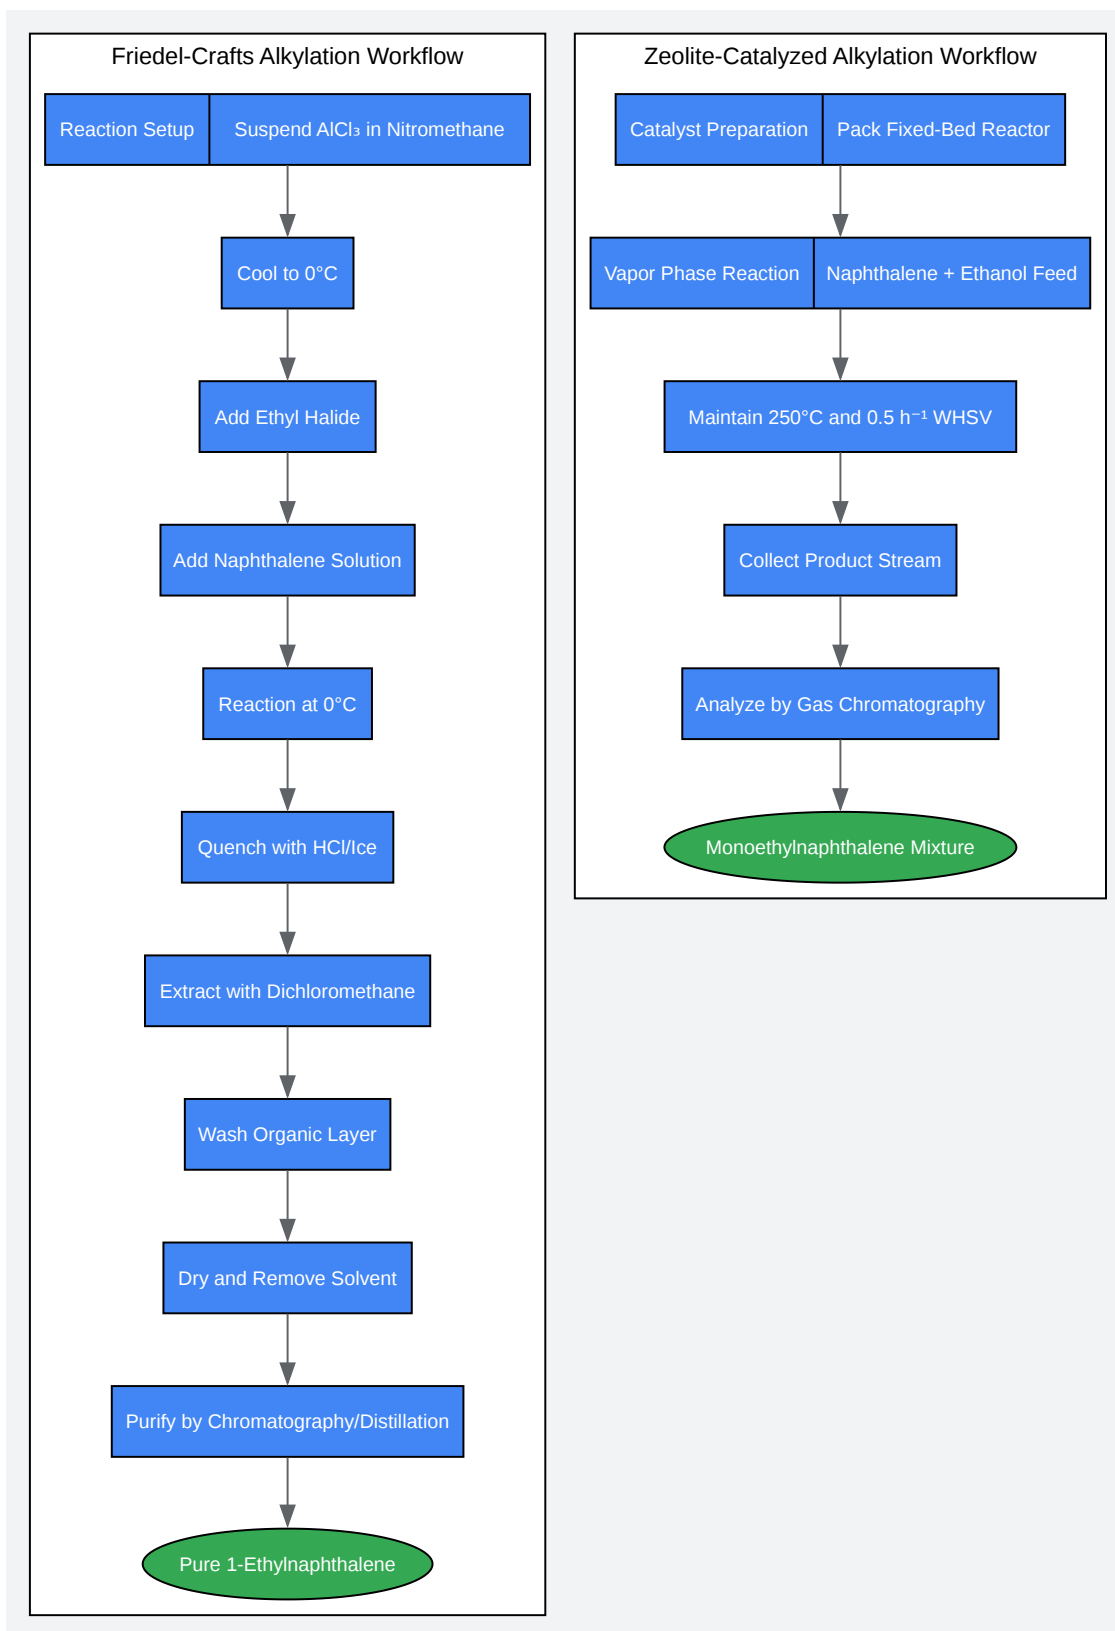 Friedel-Crafts Alkylation Workflow
Reaction Setup
Suspend AlCl₃ in Nitromethane
Cool to 0°C
Add Ethyl Halide
Add Naphthalene Solution
Reaction at 0°C
Quench with HCl/Ice
Extract with Dichloromethane
Wash Organic Layer
Dry and Remove Solvent
Purify by Chromatography/Distillation
Pure 1-Ethylnaphthalene
Zeolite-Catalyzed Alkylation Workflow
Catalyst Preparation
Pack Fixed-Bed Reactor
Vapor Phase Reaction
Naphthalene + Ethanol Feed
Maintain 250°C and 0.5 h⁻¹ WHSV
Collect Product Stream
Analyze by Gas Chromatography
Monoethylnaphthalene Mixture